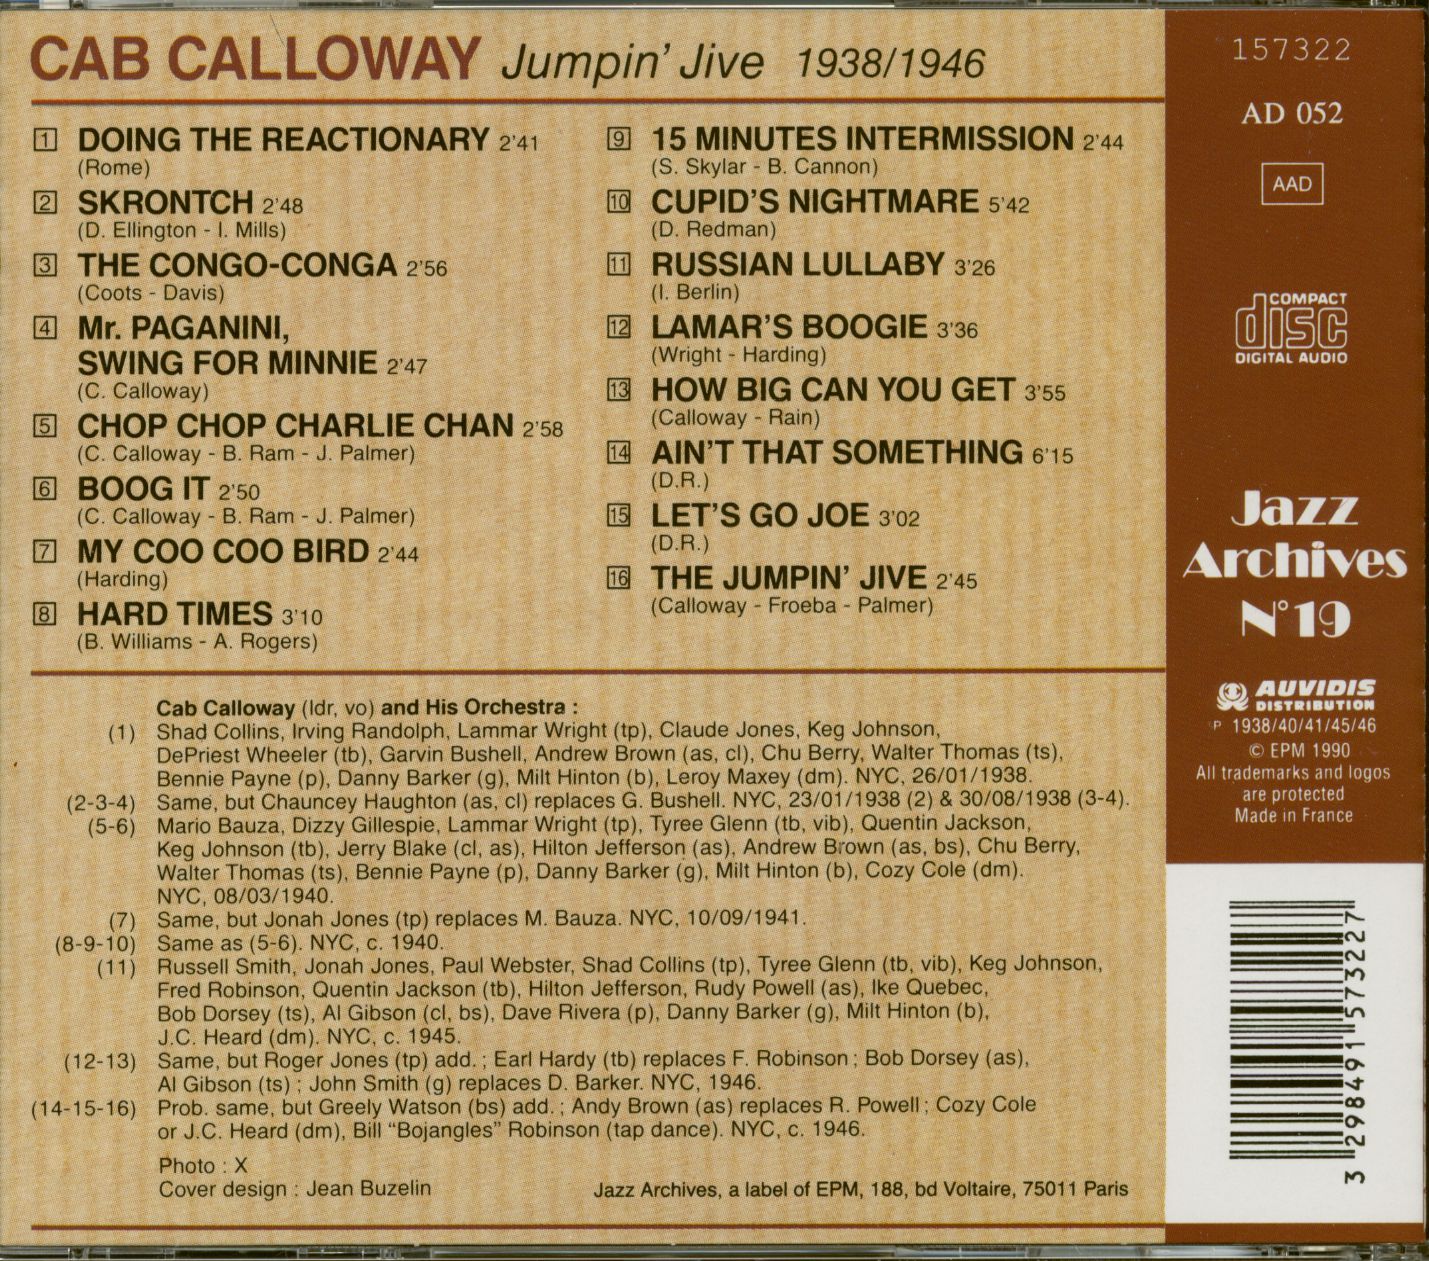 CAB CALLOWAY Jumpin' Jive 1938/1946
1 DOING THE REACTIONARY 2'41
(Rome)
2 SKRONTCH 2'48
(D. Ellington - I. Mills)
3 THE CONGO-CONGA 2'56
(Coots - Davis)
4 Mr. PAGANINI,
SWING FOR MINNIE 2'47
(C. Calloway)
5 CHOP CHOP CHARLIE CHAN 2'58
(C. Calloway - B. Ram - J. Palmer)
6 BOOG IT 2'50
(C. Calloway - B. Ram - J. Palmer)
7 MY COO COO BIRD 2'44
(Harding)
8 HARD TIMES 3'10
(B. Williams - A. Rogers)
9 15 MINUTES INTERMISSION 2'44
(S. Skylar - B. Cannon)
10 CUPID'S NIGHTMARE 5'42
(D. Redman)
11 RUSSIAN LULLABY 3'26
(I. Berlin)
12 LAMAR'S BOOGIE 3'36
(Wright - Harding)
13 HOW BIG CAN YOU GET 3'55
(Calloway - Rain)
14 AIN'T THAT SOMETHING 6'15
(D.R.)
15 LET'S GO JOE 3'02
(D.R.)
16 THE JUMPIN' JIVE 2'45
(Calloway - Froeba - Palmer)
Cab Calloway (ldr, vo) and His Orchestra :
(1) Shad Collins, Irving Randolph, Lammar Wright (tp), Claude Jones, Keg Johnson,
DePriest Wheeler (tb), Garvin Bushell, Andrew Brown (as, cl), Chu Berry, Walter Thomas (ts),
Bennie Payne (p), Danny Barker (g), Milt Hinton (b), Leroy Maxey (dm). NYC, 26/01/1938.
(2-3-4) Same, but Chauncey Haughton (as, cl) replaces G. Bushell. NYC, 23/01/1938 (2) & 30/08/1938 (3-4).
(5-6) Mario Bauza, Dizzy Gillespie, Lammar Wright (tp), Tyree Glenn (tb, vib), Quentin Jackson,
Keg Johnson (tb), Jerry Blake (cl, as), Hilton Jefferson (as), Andrew Brown (as, bs), Chu Berry,
Walter Thomas (ts), Bennie Payne (p), Danny Barker (g), Milt Hinton (b), Cozy Cole (dm).
NYC, 08/03/1940.
(7) Same, but Jonah Jones (tp) replaces M. Bauza. NYC, 10/09/1941.
(8-9-10) Same as (5-6). NYC, c. 1940.
(11) Russell Smith, Jonah Jones, Paul Webster, Shad Collins (tp), Tyree Glenn (tb, vib), Keg Johnson,
Fred Robinson, Quentin Jackson (tb), Hilton Jefferson, Rudy Powell (as), Ike Quebec,
Bob Dorsey (ts), Al Gibson (cl, bs), Dave Rivera (p), Danny Barker (g), Milt Hinton (b),
J.C. Heard (dm). NYC, c. 1945.
(12-13) Same, but Roger Jones (tp) add. ; Earl Hardy (tb) replaces F. Robinson ; Bob Dorsey (as),
Al Gibson (ts) ; John Smith (g) replaces D. Barker. NYC, 1946.
(14-15-16) Prob. same, but Greely Watson (bs) add. ; Andy Brown (as) replaces R. Powell ; Cozy Cole
or J.C. Heard (dm), Bill “Bojangles” Robinson (tap dance). NYC, c. 1946.
Photo : X
Cover design : Jean Buzelin
Jazz Archives, a label of EPM, 188, bd Voltaire, 75011 Paris
157322
AD 052
AAD
COMPACT
disc
DIGITAL AUDIO
Jazz
Archives
N°19
AUVIDIS
DISTRIBUTION
P 1938/40/41/45/46
© EPM 1990
All trademarks and logos
are protected
Made in France
3 298491 573227